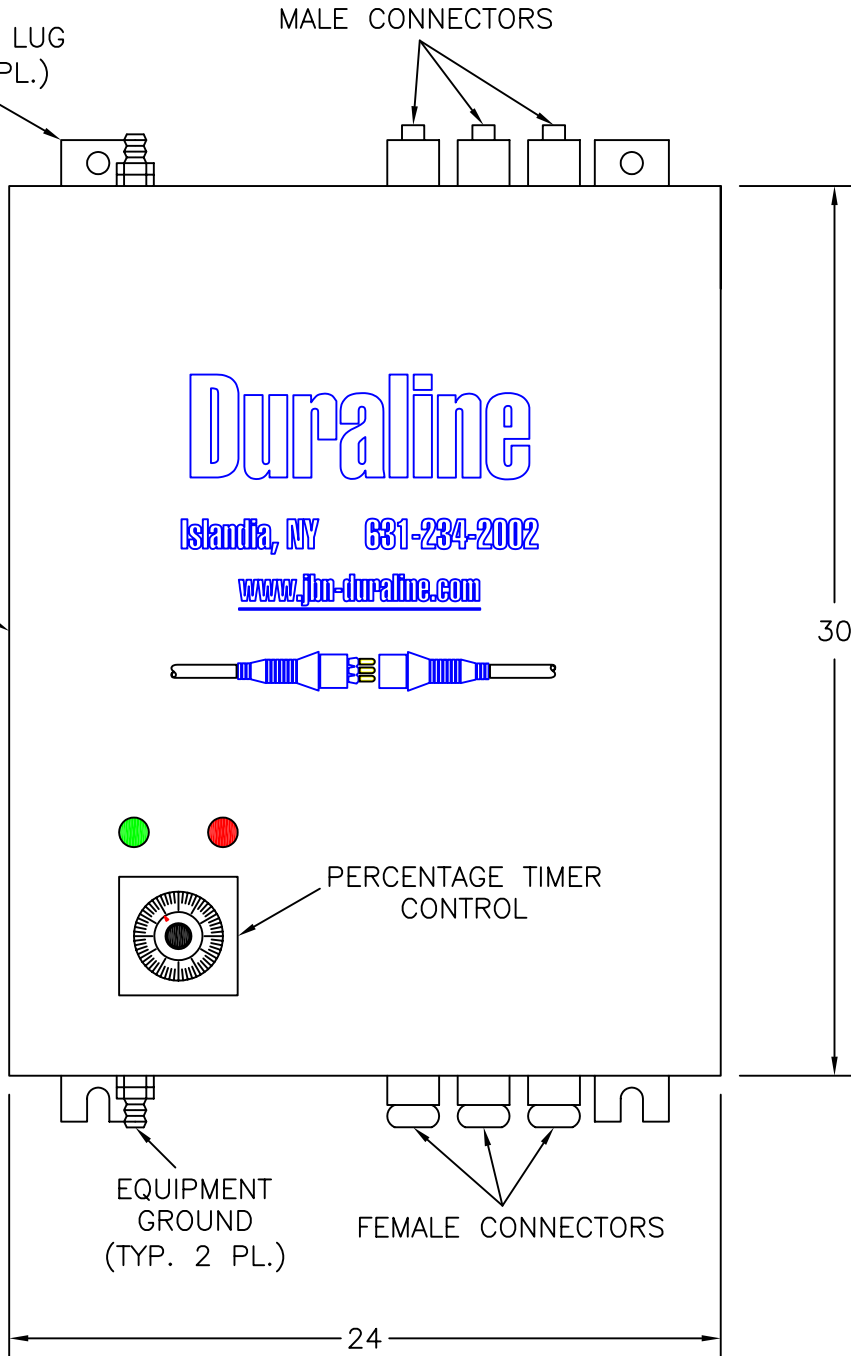 MALE CONNECTORS
LUG
PL.)
Duraline
Islandia, NY 631-234-2002
www.jbn-duraline.com
30
PERCENTAGE TIMER
CONTROL
EQUIPMENT
GROUND
(TYP. 2 PL.)
FEMALE CONNECTORS
24